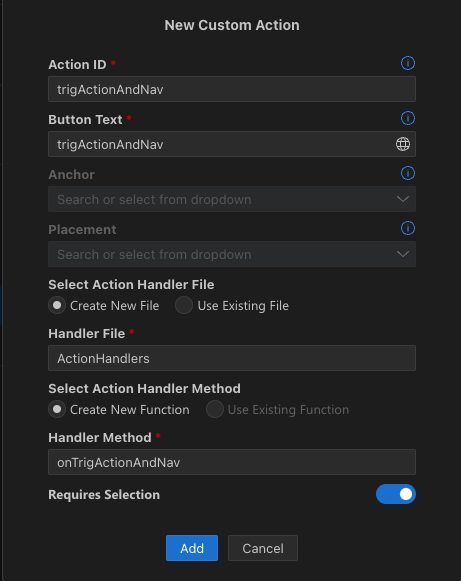 New Custom Action
Action ID *
trigActionAndNav
Button Text *
trigActionAndNav
Anchor
Search or select from dropdown
Placement
Search or select from dropdown
Select Action Handler File
Create New File Use Existing File
Handler File *
ActionHandlers
Select Action Handler Method
Create New Function Use Existing Function
Handler Method *
onTrigActionAndNav
Requires Selection
Add Cancel